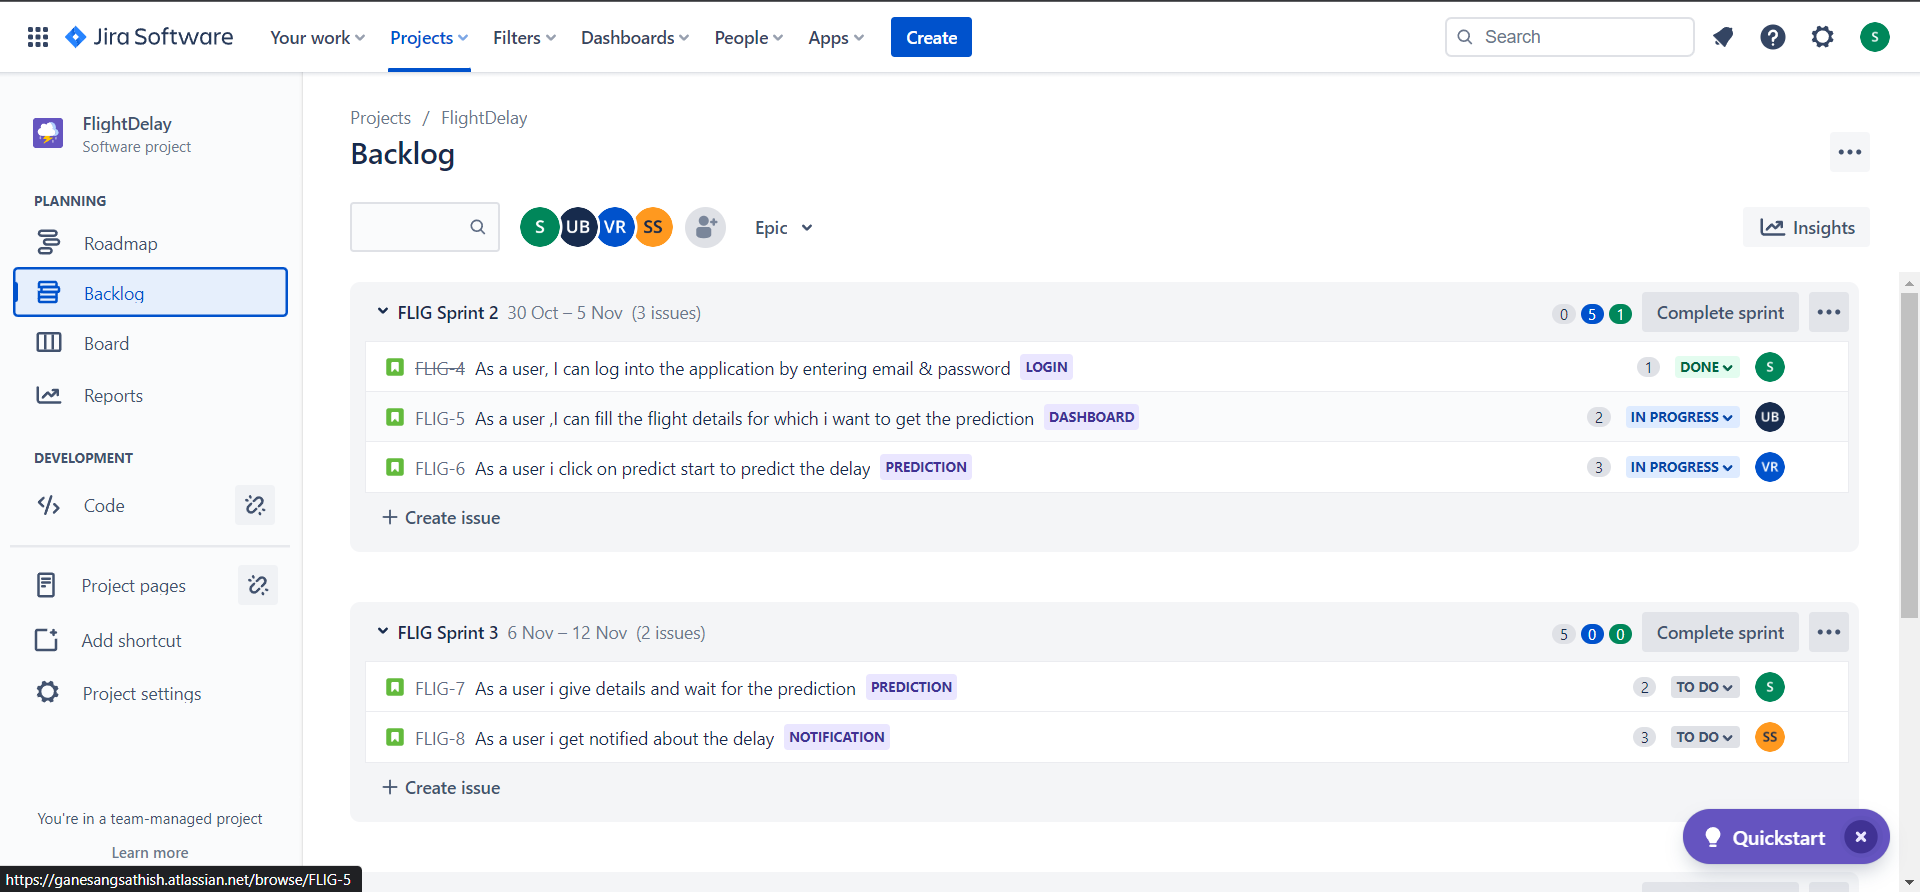 Jira Software Your work Projects Filters Dashboards People Apps Create Search S
FlightDelay
Software project
PLANNING
Roadmap
Backlog
Board
Reports
DEVELOPMENT
Code
Project pages
Add shortcut
Project settings
You're in a team-managed project
Learn more
https://ganesangsathish.atlassian.net/browse/FLIG-5
Projects / FlightDelay
Backlog
S UB VR SS Epic Insights
FLIG Sprint 2 30 Oct – 5 Nov (3 issues) 0 5 1 Complete sprint
FLIG-4 As a user, I can log into the application by entering email & password LOGIN 1 DONE S
FLIG-5 As a user ,I can fill the flight details for which i want to get the prediction DASHBOARD 2 IN PROGRESS UB
FLIG-6 As a user i click on predict start to predict the delay PREDICTION 3 IN PROGRESS VR
+ Create issue
FLIG Sprint 3 6 Nov – 12 Nov (2 issues) 5 0 0 Complete sprint
FLIG-7 As a user i give details and wait for the prediction PREDICTION 2 TO DO S
FLIG-8 As a user i get notified about the delay NOTIFICATION 3 TO DO SS
+ Create issue
Quickstart